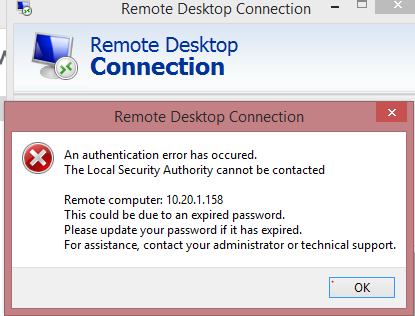 Remote Desktop Connection
Remote Desktop
Connection
Remote Desktop Connection
An authentication error has occured.
The Local Security Authority cannot be contacted
Remote computer: 10.20.1.158
This could be due to an expired password.
Please update your password if it has expired.
For assistance, contact your administrator or technical support.
OK